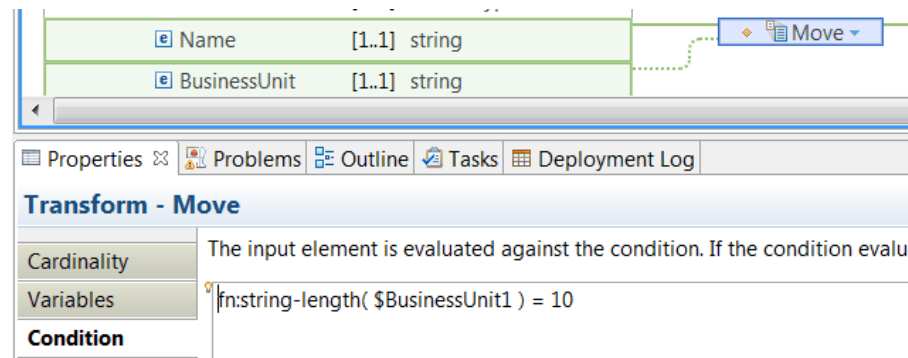 Name [1..1] string
Move
BusinessUnit [1..1] string
Properties Problems Outline Tasks Deployment Log
Transform - Move
Cardinality
The input element is evaluated against the condition. If the condition evalu
Variables
fn:string-length( $BusinessUnit1 ) = 10
Condition